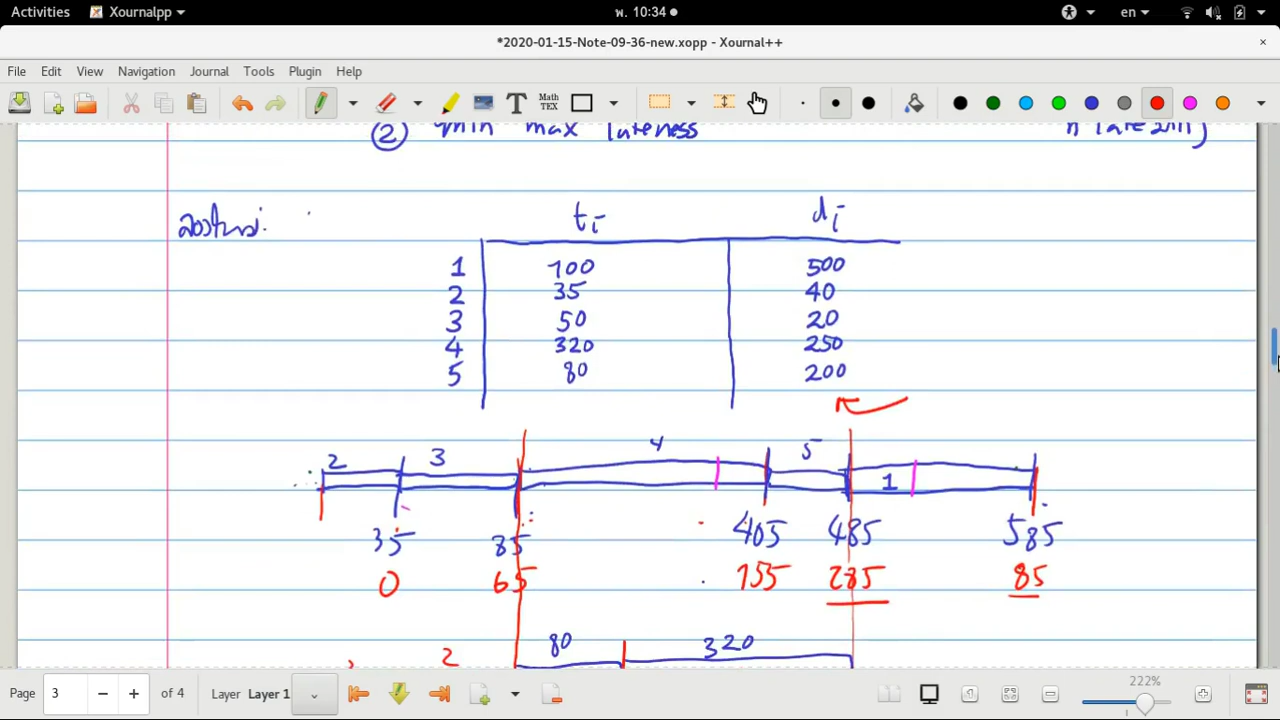 Activities Xournalpp พ. 10:34 en
*2020-01-15-Note-09-36-new.xopp - Xournal++ ×
File Edit View Navigation Journal Tools Plugin Help
T Math TEX
② min max lateness
tᵢ dᵢ
1 100 500
2 35 40
3 50 20
4 320 250
5 80 200
2 3 4 5
1
35 85 405 485 585
0 65 155 285 85
80 320
2
Page 3 of 4 Layer Layer 1 222%